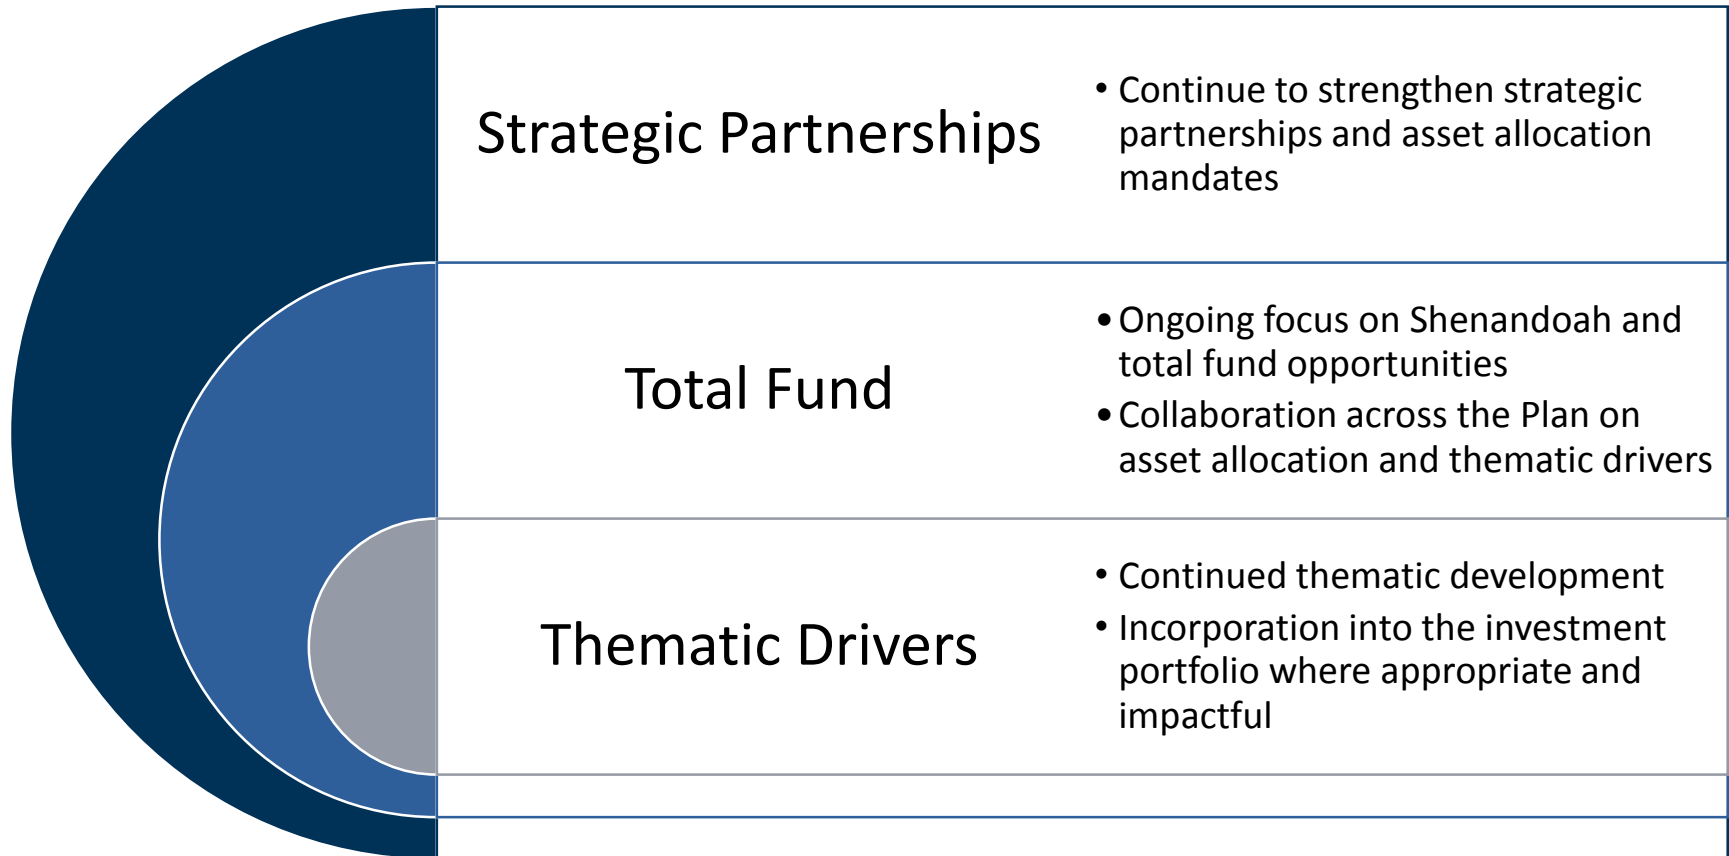 Strategic Partnerships
• Continue to strengthen strategic
partnerships and asset allocation
mandates
Total Fund
• Ongoing focus on Shenandoah and
total fund opportunities
• Collaboration across the Plan on
asset allocation and thematic drivers
Thematic Drivers
• Continued thematic development
• Incorporation into the investment
portfolio where appropriate and
impactful